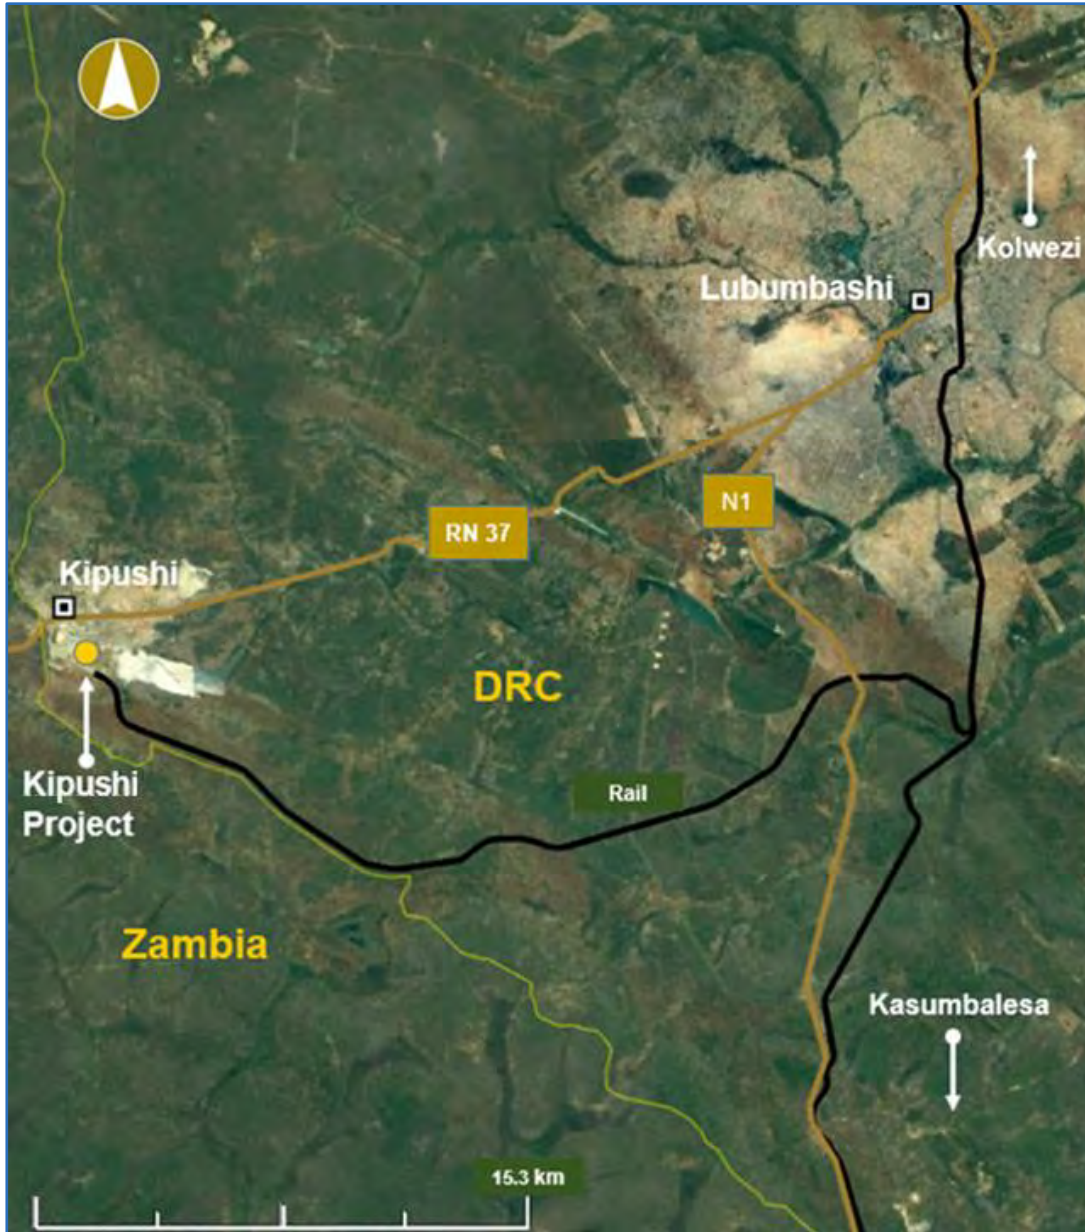 Kolwezi
Lubumbashi
N1
RN 37
Kipushi
DRC
Kipushi
Project
Rail
Zambia
Kasumbalesa
15.3 km